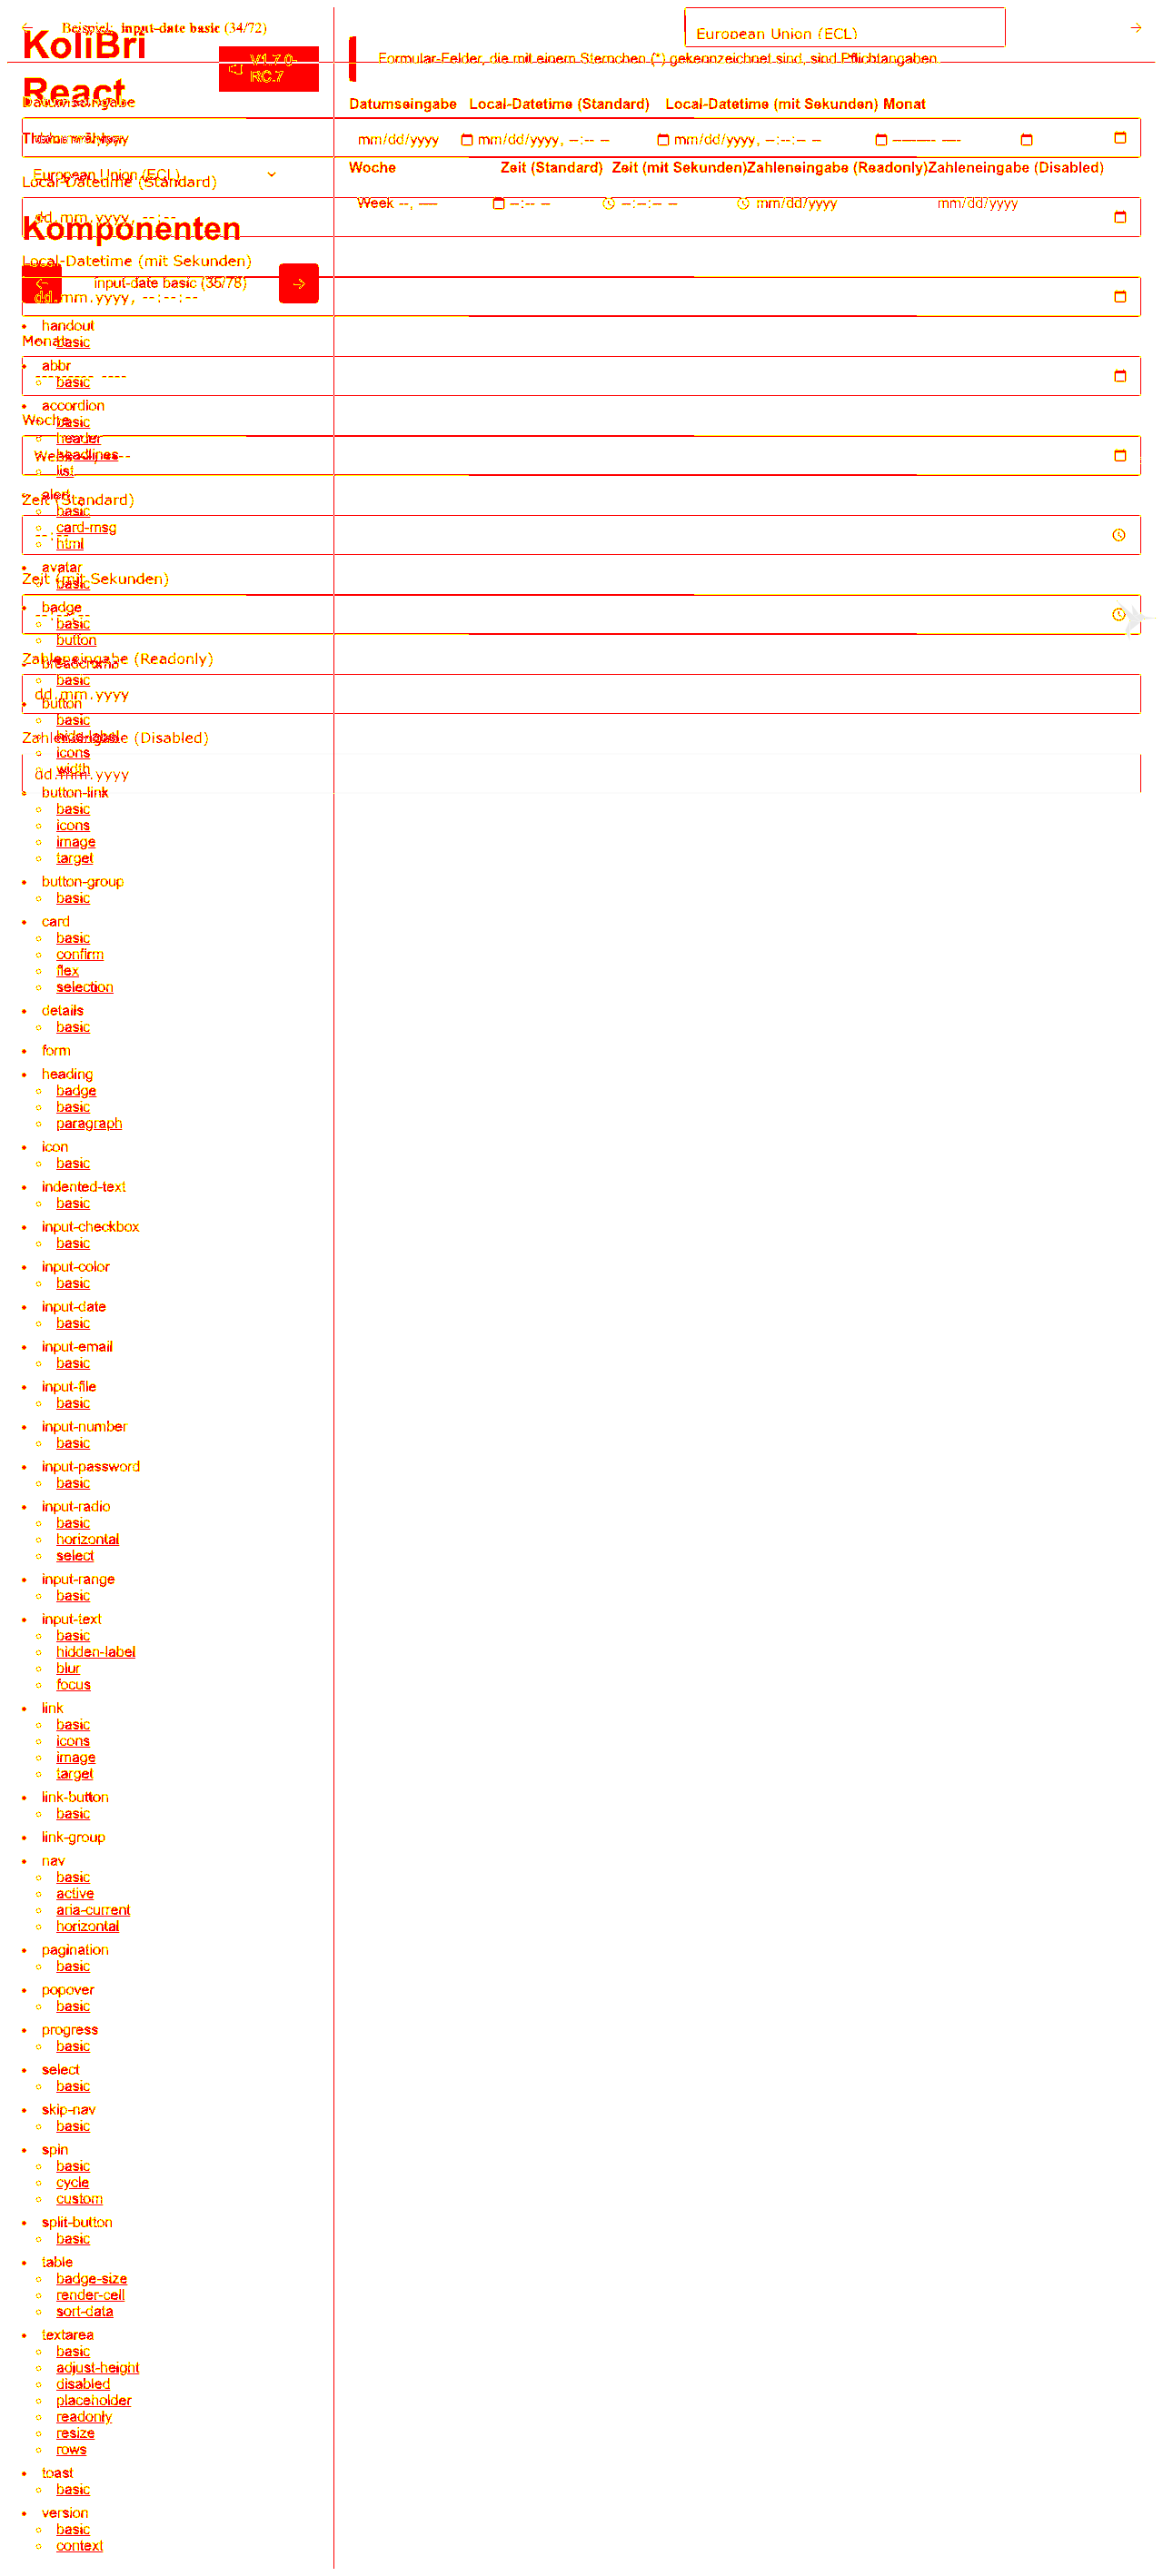 Beispiel: input-date basic (34/72)
European Union (ECL)
KoliBri
React
V1.7.0-
RC.7
Formular-Felder, die mit einem Sternchen (*) gekennzeichnet sind, sind Pflichtangaben.
Datumseingabe
Datumseingabe Local-Datetime (Standard) Local-Datetime (mit Sekunden) Monat
mm/dd/yyyy mm/dd/yyyy, --:-- -- mm/dd/yyyy, --:--:-- -- --------- ----
European Union (ECL)
Woche Zeit (Standard) Zeit (mit Sekunden) Zahleneingabe (Readonly) Zahleneingabe (Disabled)
Local-Datetime (Standard)
Week --, ---- --:-- -- --:--:-- -- mm/dd/yyyy mm/dd/yyyy
dd.mm.yyyy, --:--
Komponenten
Local-Datetime (mit Sekunden)
input-date basic (35/78)
dd.mm.yyyy, --:--:--
handout
Monat
basic
abbr
basic
accordion
Woche
basic
header
headlines
list
alert
Zeit (Standard)
basic
card-msg
html
avatar
Zeit (mit Sekunden)
basic
badge
basic
button
breadcrumb
Zahleneingabe (Readonly)
basic
dd.mm.yyyy
button
basic
hide-label
Zahleneingabe (Disabled)
icons
width
dd.mm.yyyy
button-link
basic
icons
image
target
button-group
basic
card
basic
confirm
flex
selection
details
basic
form
heading
badge
basic
paragraph
icon
basic
indented-text
basic
input-checkbox
basic
input-color
basic
input-date
basic
input-email
basic
input-file
basic
input-number
basic
input-password
basic
input-radio
basic
horizontal
select
input-range
basic
input-text
basic
hidden-label
blur
focus
link
basic
icons
image
target
link-button
basic
link-group
nav
basic
active
aria-current
horizontal
pagination
basic
popover
basic
progress
basic
select
basic
skip-nav
basic
spin
basic
cycle
custom
split-button
basic
table
badge-size
render-cell
sort-data
textarea
basic
adjust-height
disabled
placeholder
readonly
resize
rows
toast
basic
version
basic
context